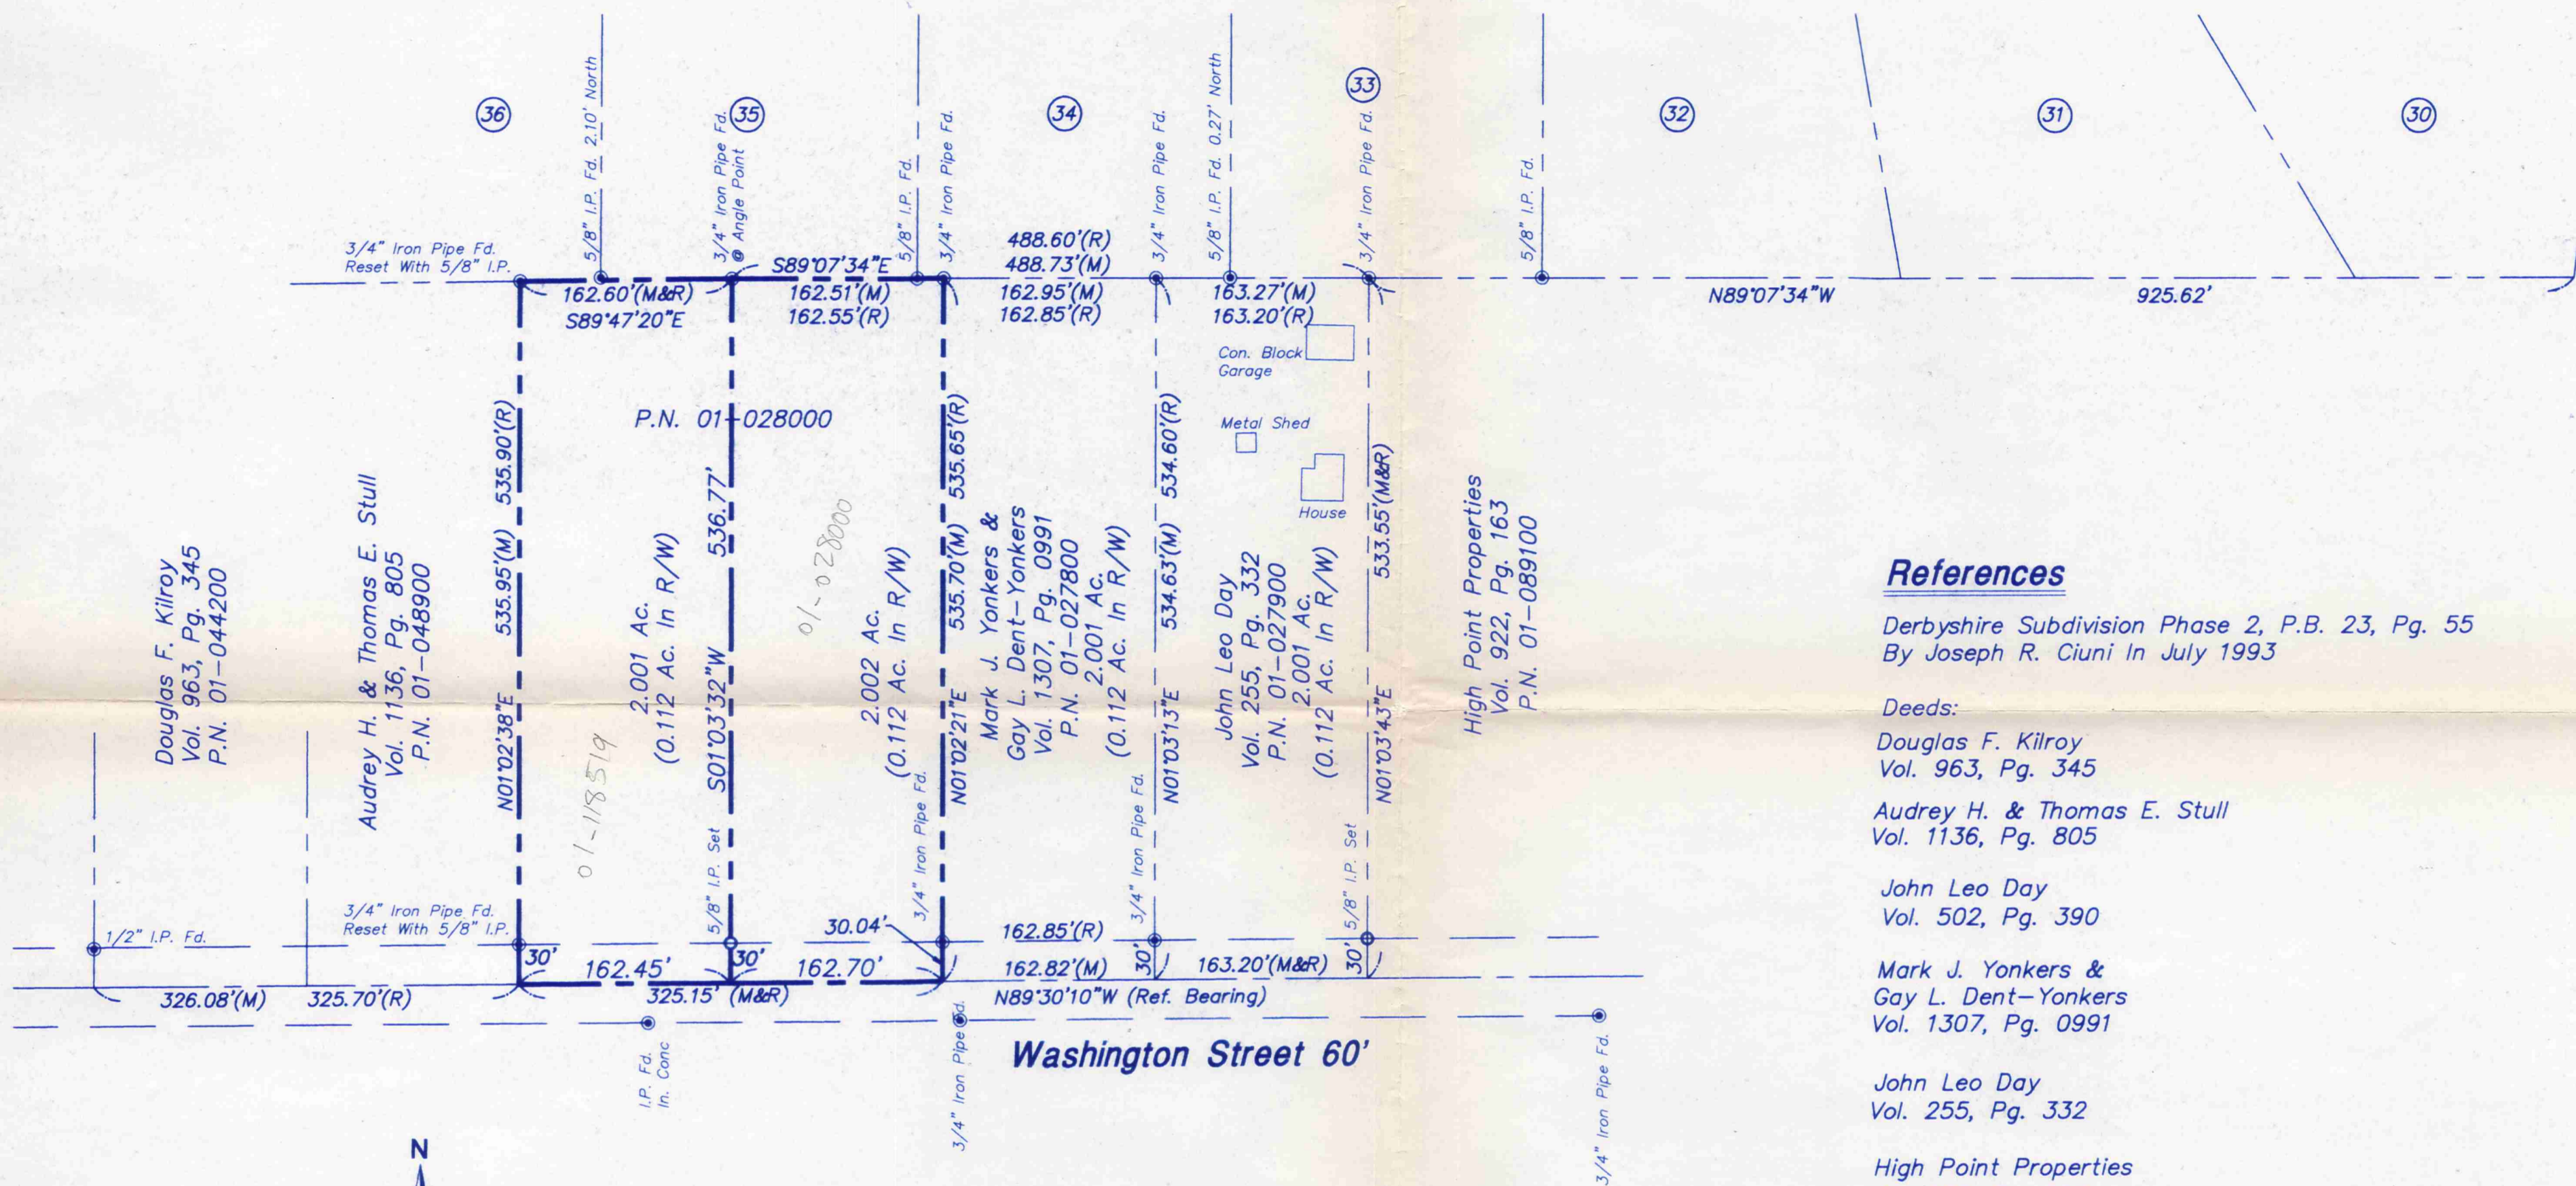 36
35
34
33
32
31
30
5/8" I.P. Fd. 2.10' North
3/4" Iron Pipe Fd.
@ Angle Point
5/8" I.P. Fd.
3/4" Iron Pipe Fd.
3/4" Iron Pipe Fd.
5/8" I.P. Fd. 0.27' North
3/4" Iron Pipe Fd.
5/8" I.P. Fd.
3/4" Iron Pipe Fd.
Reset With 5/8" I.P.
162.60'(M&R)
S89°47'20"E
S89°07'34"E
162.51'(M)
162.55'(R)
488.60'(R)
488.73'(M)
162.95'(M)
162.85'(R)
163.27'(M)
163.20'(R)
N89°07'34"W
925.62'
Con. Block
Garage
Metal Shed
House
P.N. 01-028000
Douglas F. Kilroy
Vol. 963, Pg. 345
P.N. 01-044200
Audrey H. & Thomas E. Stull
Vol. 1136, Pg. 805
P.N. 01-048900
N01°02'38"E 535.95'(M) 535.90'(R)
01-118519
2.001 Ac.
(0.112 Ac. In R/W)
S01°03'32"W 536.77'
01-028000
2.002 Ac.
(0.112 Ac. In R/W)
N01°02'21"E 535.70'(M) 535.65'(R)
Mark J. Yonkers &
Gay L. Dent-Yonkers
Vol. 1307, Pg. 0991
P.N. 01-027800
2.001 Ac.
(0.112 Ac. In R/W)
N01°03'13"E 534.63'(M) 534.60'(R)
John Leo Day
Vol. 255, Pg. 332
P.N. 01-027900
2.001 Ac.
(0.112 Ac. In R/W)
N01°03'43"E 533.55'(M&R)
High Point Properties
Vol. 922, Pg. 163
P.N. 01-089100
1/2" I.P. Fd.
3/4" Iron Pipe Fd.
Reset With 5/8" I.P.
5/8" I.P. Set
3/4" Iron Pipe Fd.
3/4" Iron Pipe Fd.
5/8" I.P. Set
30'
162.45'
30'
162.70'
30.04'
162.85'(R)
162.82'(M)
30'
163.20'(M&R)
30'
326.08'(M) 325.70'(R)
325.15' (M&R)
N89°30'10"W (Ref. Bearing)
I.P. Fd.
In. Conc
3/4" Iron Pipe Fd.
Washington Street 60'
3/4" Iron Pipe Fd.
N
References
Derbyshire Subdivision Phase 2, P.B. 23, Pg. 55
By Joseph R. Ciuni In July 1993
Deeds:
Douglas F. Kilroy
Vol. 963, Pg. 345
Audrey H. & Thomas E. Stull
Vol. 1136, Pg. 805
John Leo Day
Vol. 502, Pg. 390
Mark J. Yonkers &
Gay L. Dent-Yonkers
Vol. 1307, Pg. 0991
John Leo Day
Vol. 255, Pg. 332
High Point Properties